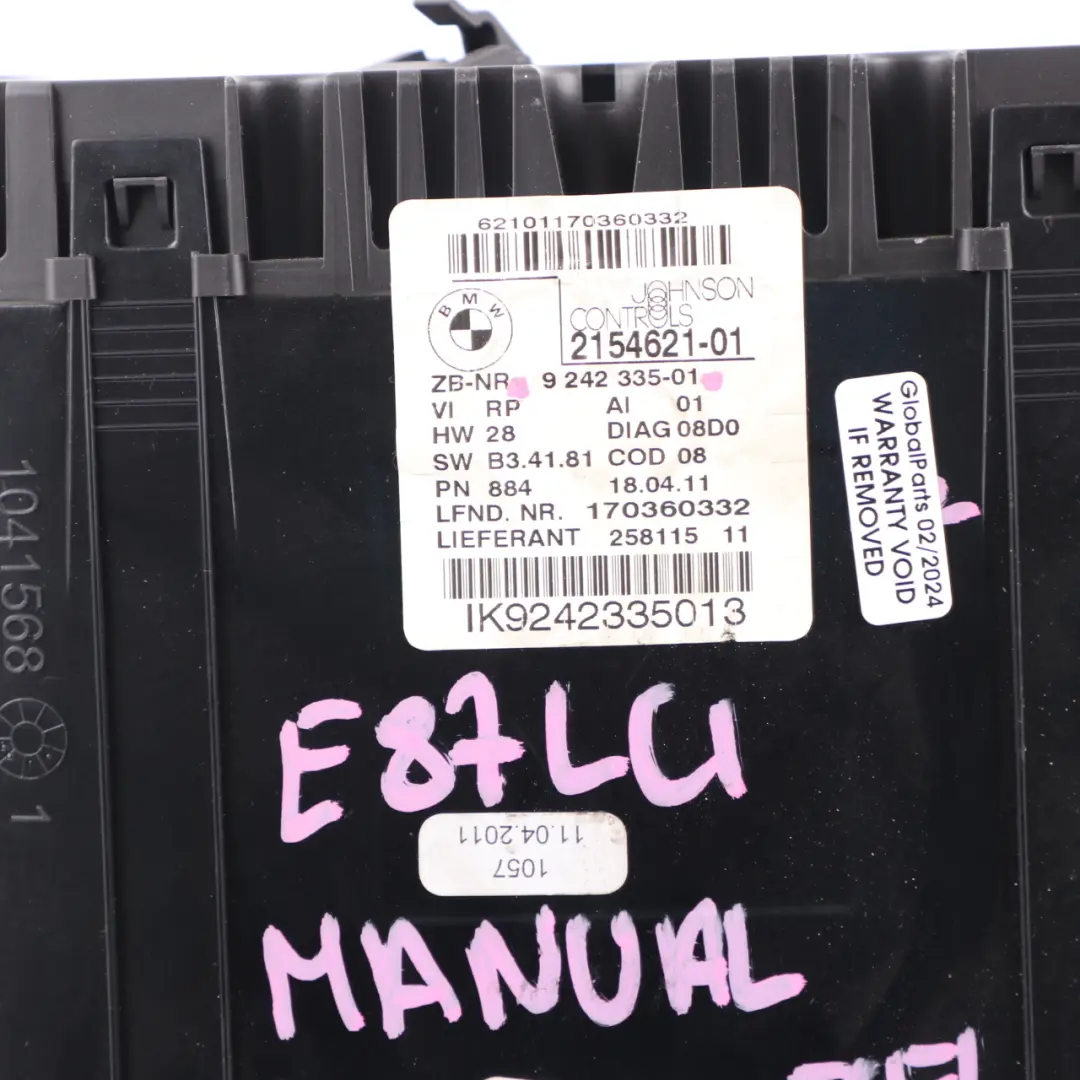 62101170360332
BMW
JOHNSON
CONTROLS
2154621-01
ZB-NR 9 242 335-01
VI RP AI 01
HW 28 DIAG 08D0
SW B3.41.81 COD 08
PN 884 18.04.11
LFND. NR. 170360332
LIEFERANT 258115 11
IK9242335013
GlobalParts 02/2024
WARRANTY VOID
IF REMOVED
1041568 1
E87LCI
1057
11.04.2011
MANUAL